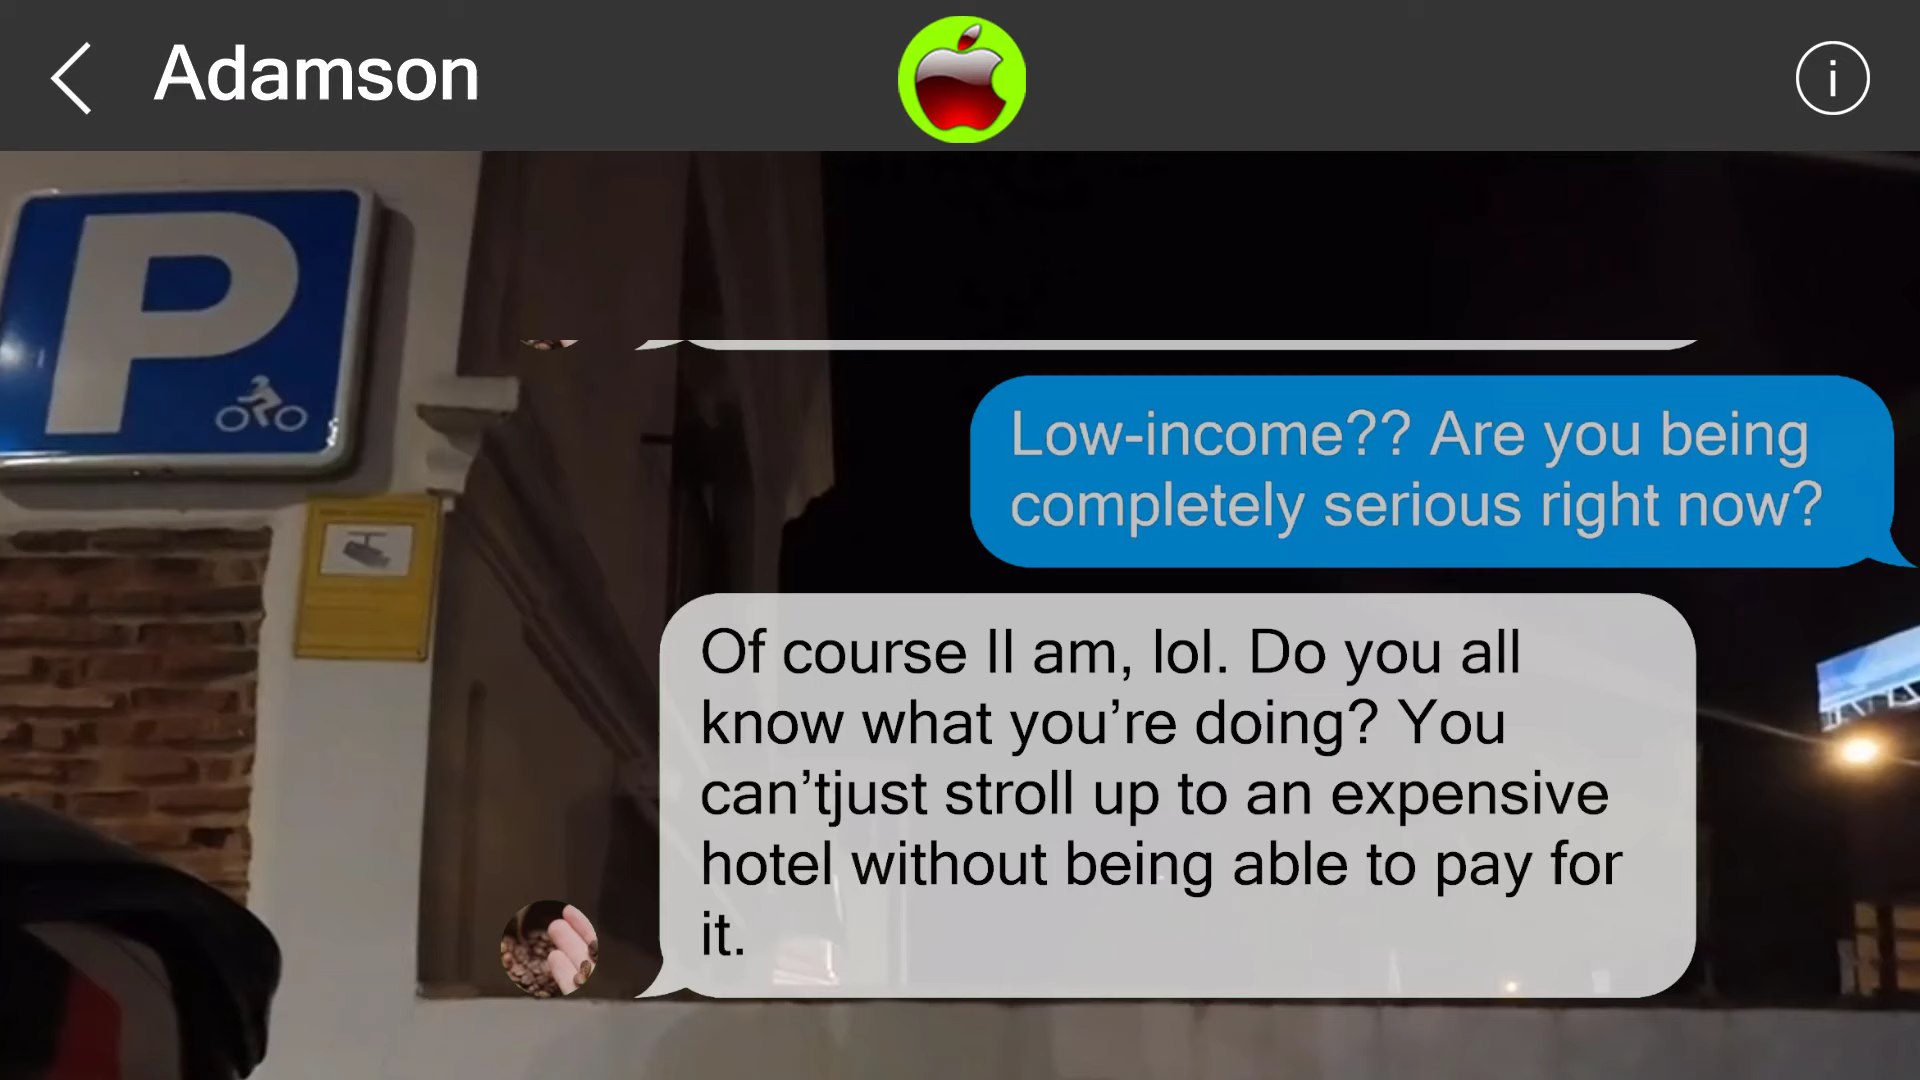 Adamson
i
P
Low-income?? Are you being
completely serious right now?
Of course II am, lol. Do you all
know what you’re doing? You
can’tjust stroll up to an expensive
hotel without being able to pay for
it.